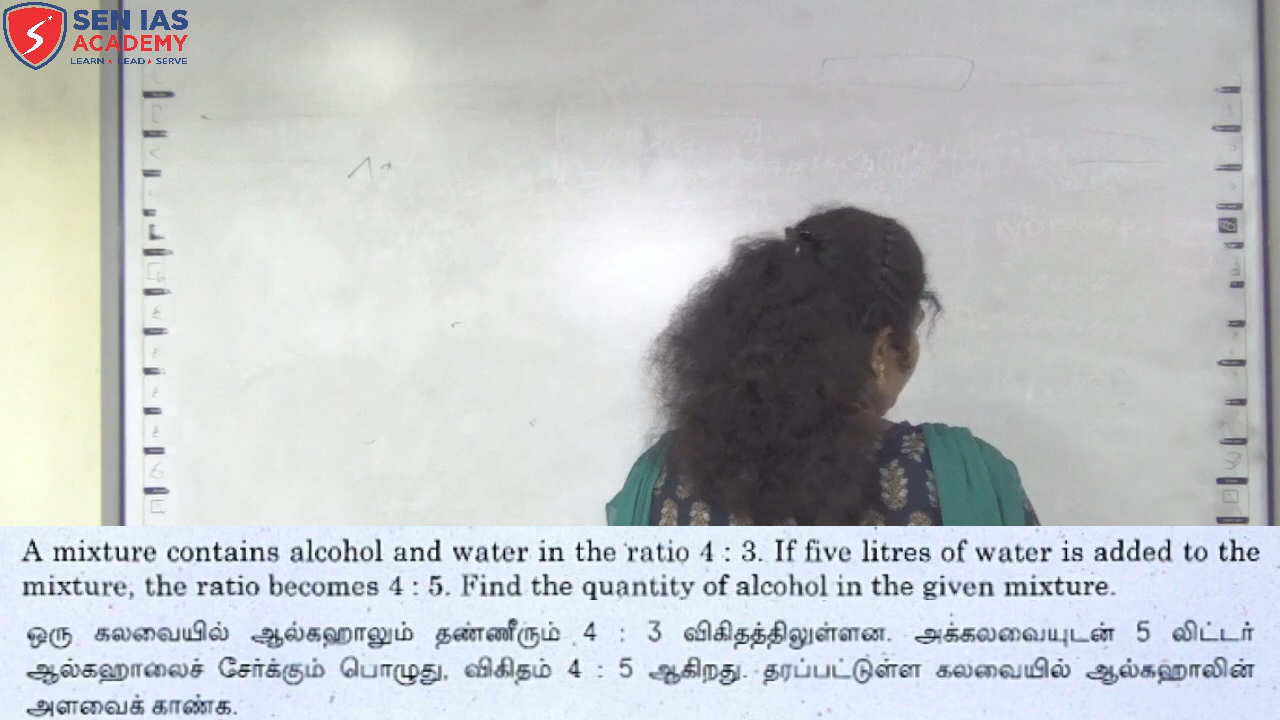 SEN IAS
ACADEMY
LEARN ★ LEAD ★ SERVE
A mixture contains alcohol and water in the ratio 4 : 3. If five litres of water is added to the
mixture, the ratio becomes 4 : 5. Find the quantity of alcohol in the given mixture.
ஒரு கலவையில் ஆல்கஹாலும் தண்ணீரும் 4 : 3 விகிதத்திலுள்ளன. அக்கலவையுடன் 5 லிட்டர்
ஆல்கஹாலைச் சேர்க்கும் பொழுது, விகிதம் 4 : 5 ஆகிறது. தரப்பட்டுள்ள கலவையில் ஆல்கஹாலின்
அளவைக் காண்க.